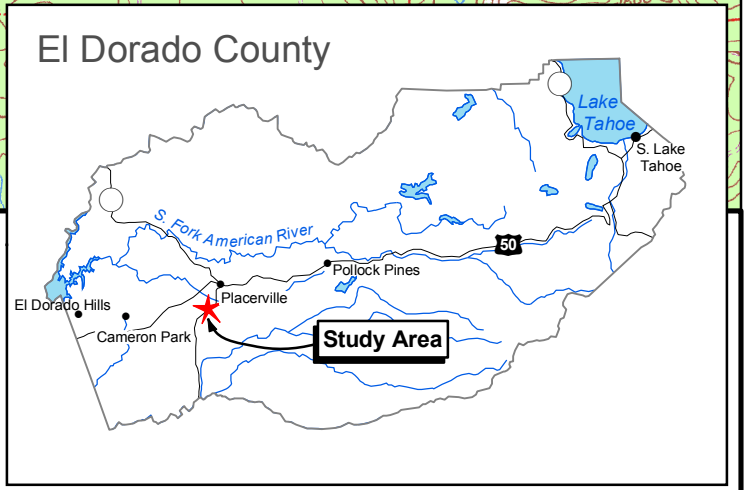 El Dorado County
Lake
Tahoe
S. Lake
Tahoe
S. Fork American River
50
Pollock Pines
Placerville
El Dorado Hills
Cameron Park
Study Area